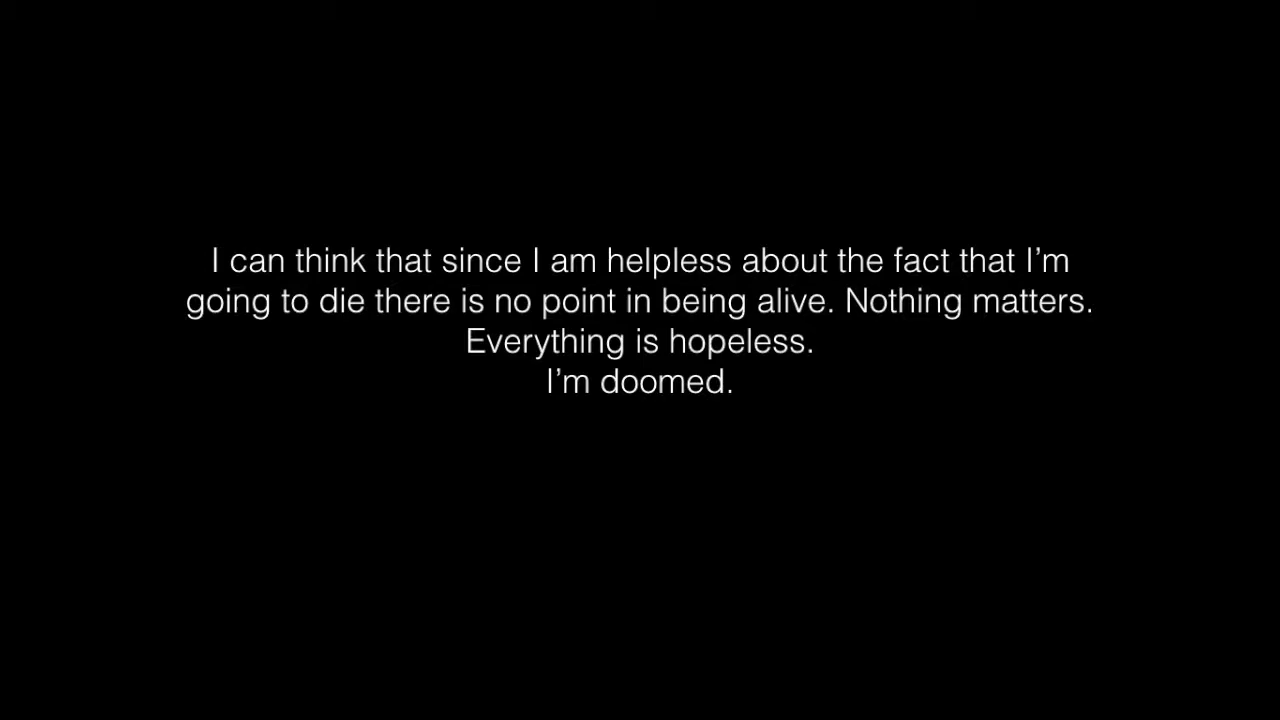 I can think that since I am helpless about the fact that I’m
going to die there is no point in being alive. Nothing matters.
Everything is hopeless.
I’m doomed.